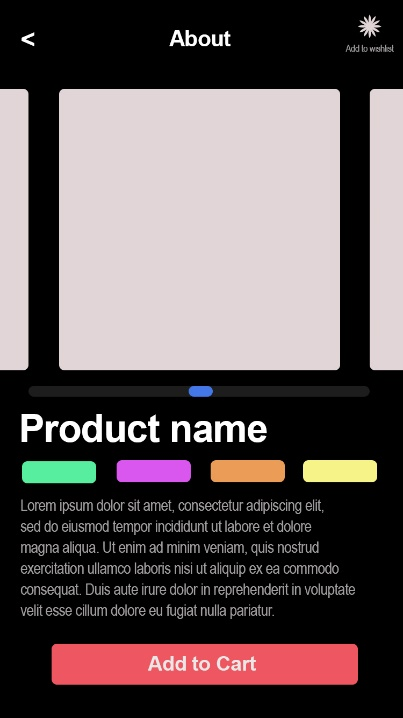 <
About
Add to wishlist
Product name
Lorem ipsum dolor sit amet, consectetur adipiscing elit,
sed do eiusmod tempor incididunt ut labore et dolore
magna aliqua. Ut enim ad minim veniam, quis nostrud
exercitation ullamco laboris nisi ut aliquip ex ea commodo
consequat. Duis aute irure dolor in reprehenderit in voluptate
velit esse cillum dolore eu fugiat nulla pariatur.
Add to Cart